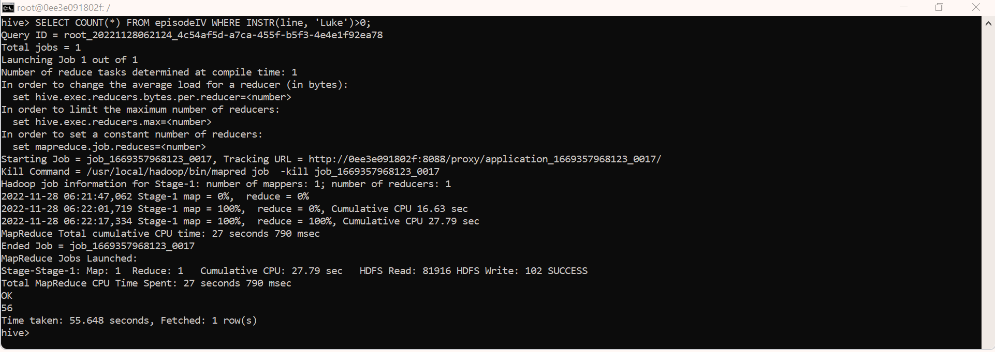 root@0ee3e091802f: /
hive> SELECT COUNT(*) FROM episodeIV WHERE INSTR(line, 'Luke')>0;
Query ID = root_20221128062124_4c54af5d-a7ca-455f-b5f3-4e4e1f92ea78
Total jobs = 1
Launching Job 1 out of 1
Number of reduce tasks determined at compile time: 1
In order to change the average load for a reducer (in bytes):
  set hive.exec.reducers.bytes.per.reducer=<number>
In order to limit the maximum number of reducers:
  set hive.exec.reducers.max=<number>
In order to set a constant number of reducers:
  set mapreduce.job.reduces=<number>
Starting Job = job_1669357968123_0017, Tracking URL = http://0ee3e091802f:8088/proxy/application_1669357968123_0017/
Kill Command = /usr/local/hadoop/bin/mapred job  -kill job_1669357968123_0017
Hadoop job information for Stage-1: number of mappers: 1; number of reducers: 1
2022-11-28 06:21:47,062 Stage-1 map = 0%,  reduce = 0%
2022-11-28 06:22:01,719 Stage-1 map = 100%,  reduce = 0%, Cumulative CPU 16.63 sec
2022-11-28 06:22:17,334 Stage-1 map = 100%,  reduce = 100%, Cumulative CPU 27.79 sec
MapReduce Total cumulative CPU time: 27 seconds 790 msec
Ended Job = job_1669357968123_0017
MapReduce Jobs Launched:
Stage-Stage-1: Map: 1  Reduce: 1   Cumulative CPU: 27.79 sec   HDFS Read: 81916 HDFS Write: 102 SUCCESS
Total MapReduce CPU Time Spent: 27 seconds 790 msec
OK
56
Time taken: 55.648 seconds, Fetched: 1 row(s)
hive>